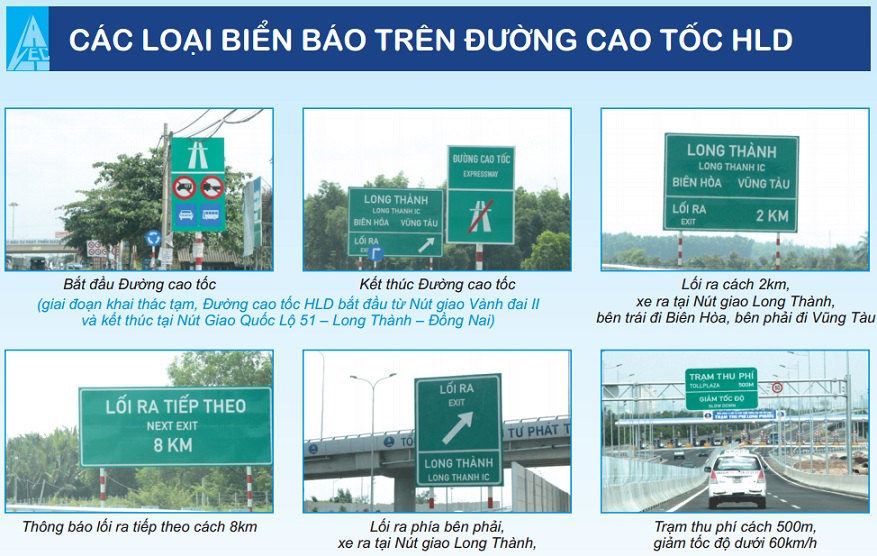 CÁC LOẠI BIỂN BÁO TRÊN ĐƯỜNG CAO TỐC HLD
LONG THÀNH
LONG THANH IC
BIÊN HÒA VŨNG TÀU
LỐI RA
EXIT
ĐƯỜNG CAO TỐC
EXPRESSWAY
LONG THÀNH
LONG THANH IC
BIÊN HÒA VŨNG TÀU
LỐI RA
EXIT
2 KM
Bắt đầu Đường cao tốc
Kết thúc Đường cao tốc
(giai đoạn khai thác tạm, Đường cao tốc HLD bắt đầu từ Nút giao Vành đai II
và kết thúc tại Nút Giao Quốc Lộ 51 – Long Thành – Đồng Nai)
Lối ra cách 2km,
xe ra tại Nút giao Long Thành,
bên trái đi Biên Hòa, bên phải đi Vũng Tàu
LỐI RA TIẾP THEO
NEXT EXIT
8 KM
LỐI RA
EXIT
TƯ PHÁT T
LONG THÀNH
LONG THANH IC
TRẠM THU PHÍ
TOLLPLAZA 500M
GIẢM TỐC ĐỘ
SLOW DOWN
TRẠM THU PHÍ LONG PHƯỚC
Thông báo lối ra tiếp theo cách 8km
Lối ra phía bên phải,
xe ra tại Nút giao Long Thành,
Trạm thu phí cách 500m,
giảm tốc độ dưới 60km/h